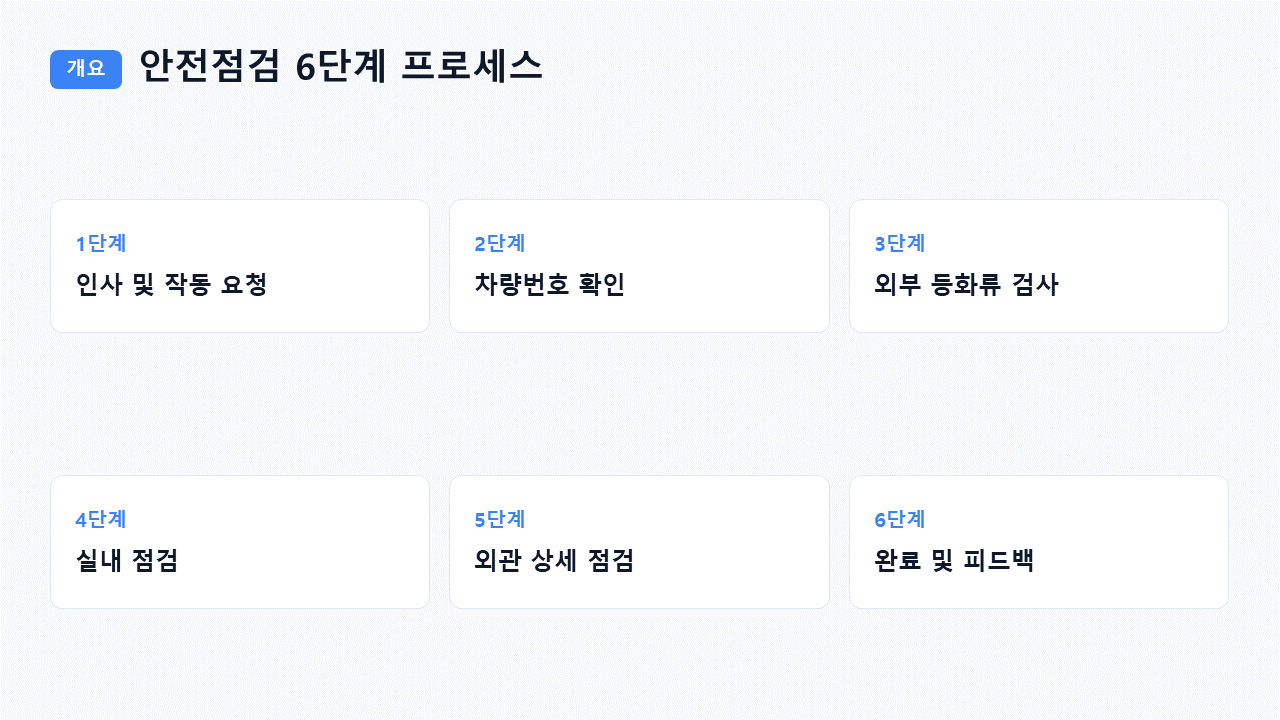 개요
안전점검 6단계 프로세스
1단계
인사 및 작동 요청
2단계
차량번호 확인
3단계
외부 등화류 검사
4단계
실내 점검
5단계
외관 상세 점검
6단계
완료 및 피드백